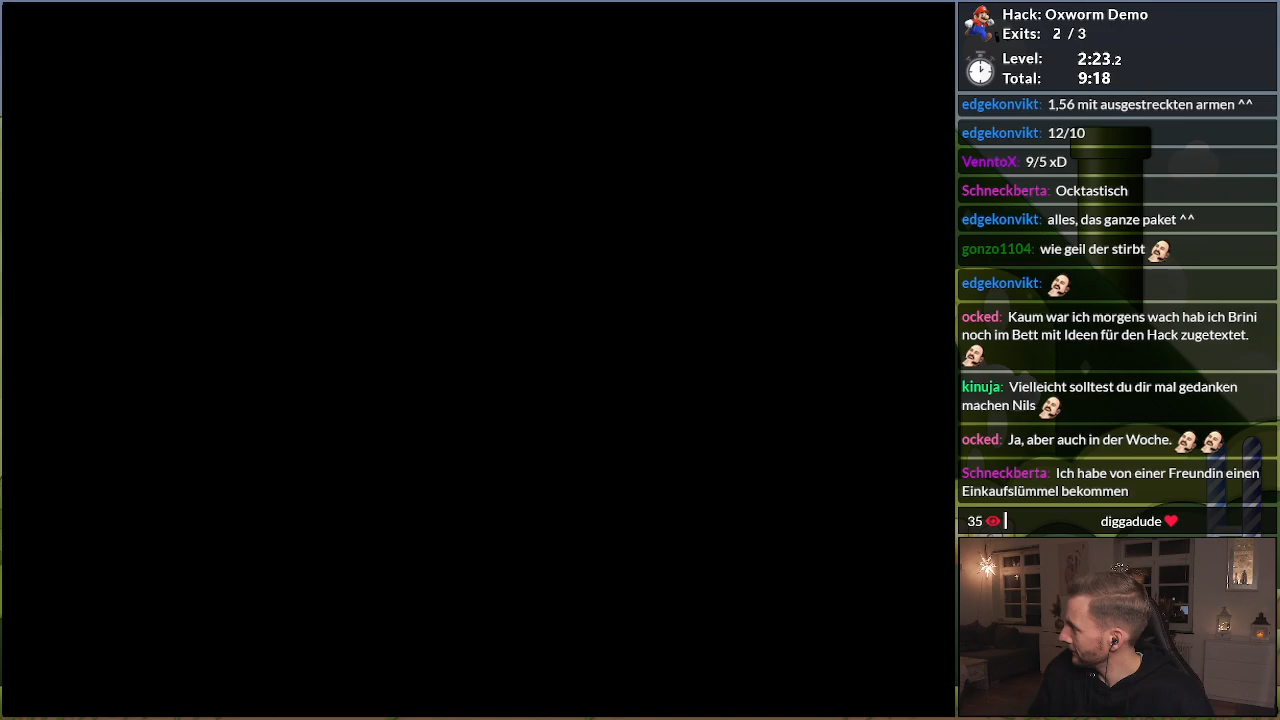 Hack: Oxworm Demo
Exits: 2 / 3
Level: 2:23.2
Total: 9:18
edgekonvikt: 1,56 mit ausgestreckten armen ^^
edgekonvikt: 12/10
VenntoX: 9/5 xD
Schneckberta: Ocktastisch
edgekonvikt: alles, das ganze paket ^^
gonzo1104: wie geil der stirbt
edgekonvikt:
ocked: Kaum war ich morgens wach hab ich Brini
noch im Bett mit Ideen für den Hack zugetextet.
kinuja: Vielleicht solltest du dir mal gedanken
machen Nils
ocked: Ja, aber auch in der Woche.
Schneckberta: Ich habe von einer Freundin einen
Einkaufslümmel bekommen
35 diggadude